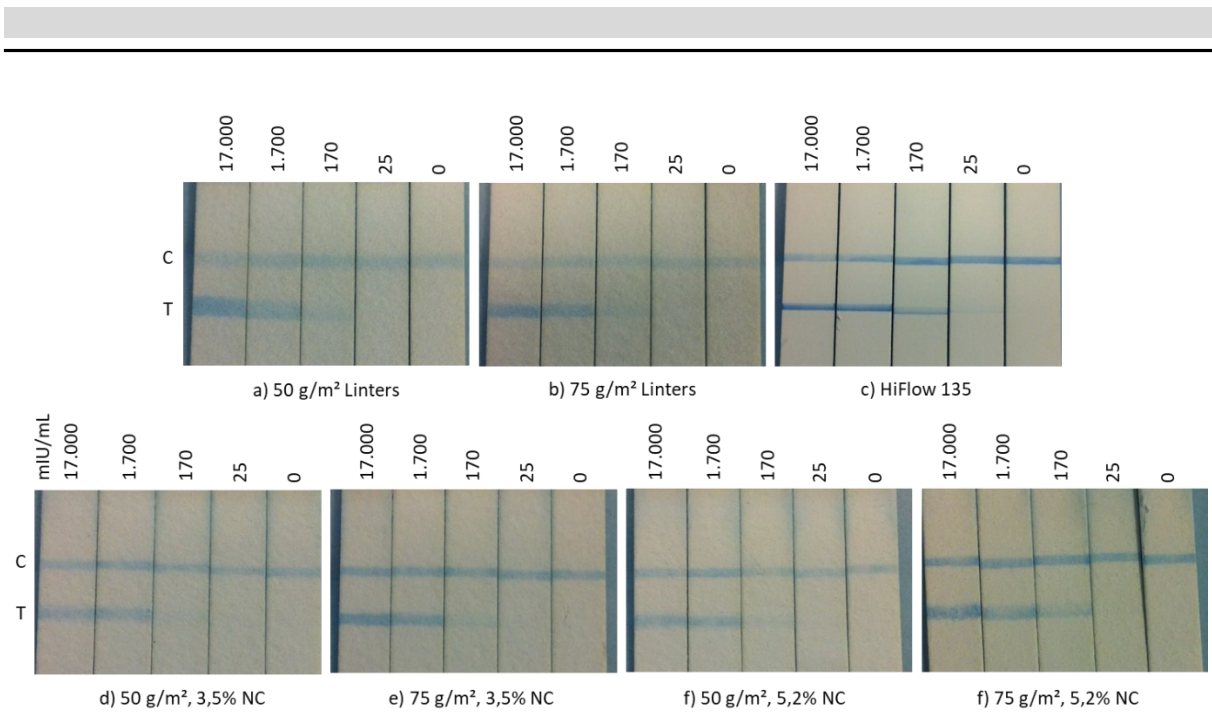 17.000 1.700 170 25 0
17.000 1.700 170 25 0
17.000 1.700 170 25 0
C
T
a) 50 g/m² Linters
b) 75 g/m² Linters
c) HiFlow 135
mIU/mL
17.000 1.700 170 25 0
17.000 1.700 170 25 0
17.000 1.700 170 25 0
17.000 1.700 170 25 0
C
T
d) 50 g/m², 3,5% NC
e) 75 g/m², 3,5% NC
f) 50 g/m², 5,2% NC
f) 75 g/m², 5,2% NC